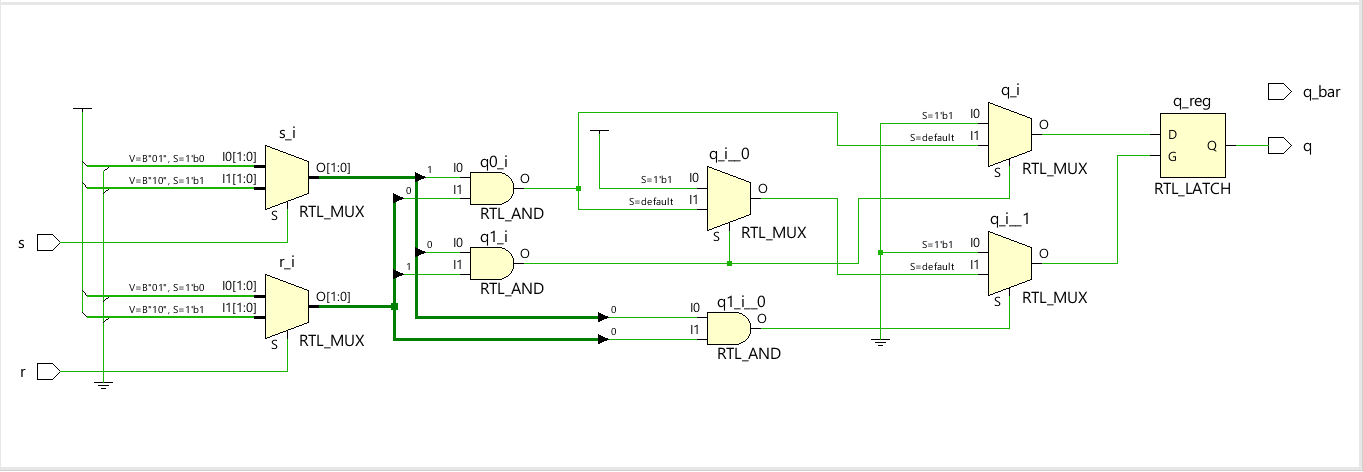 s
r
s_i
V=B"01", S=1'b0 I0[1:0]
V=B"10", S=1'b1 I1[1:0]
O[1:0]
S
RTL_MUX
r_i
V=B"01", S=1'b0 I0[1:0]
V=B"10", S=1'b1 I1[1:0]
O[1:0]
S
RTL_MUX
q0_i
1 I0
0 I1
O
RTL_AND
q1_i
0 I0
1 I1
O
RTL_AND
q_i__0
S=1'b1 I0
S=default I1
O
S
RTL_MUX
q1_i__0
0 I0
0 I1
O
RTL_AND
q_i
S=1'b1 I0
S=default I1
O
S
RTL_MUX
q_i__1
S=1'b1 I0
S=default I1
O
S
RTL_MUX
q_reg
D
G
Q
RTL_LATCH
q_bar
q